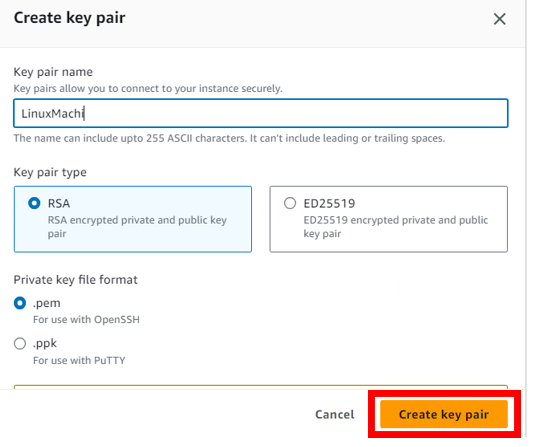 Create key pair
Key pair name
Key pairs allow you to connect to your instance securely.
LinuxMachi
The name can include upto 255 ASCII characters. It can't include leading or trailing spaces.
Key pair type
RSA
RSA encrypted private and public key
pair
ED25519
ED25519 encrypted private and public
key pair
Private key file format
.pem
For use with OpenSSH
.ppk
For use with PuTTY
Cancel
Create key pair